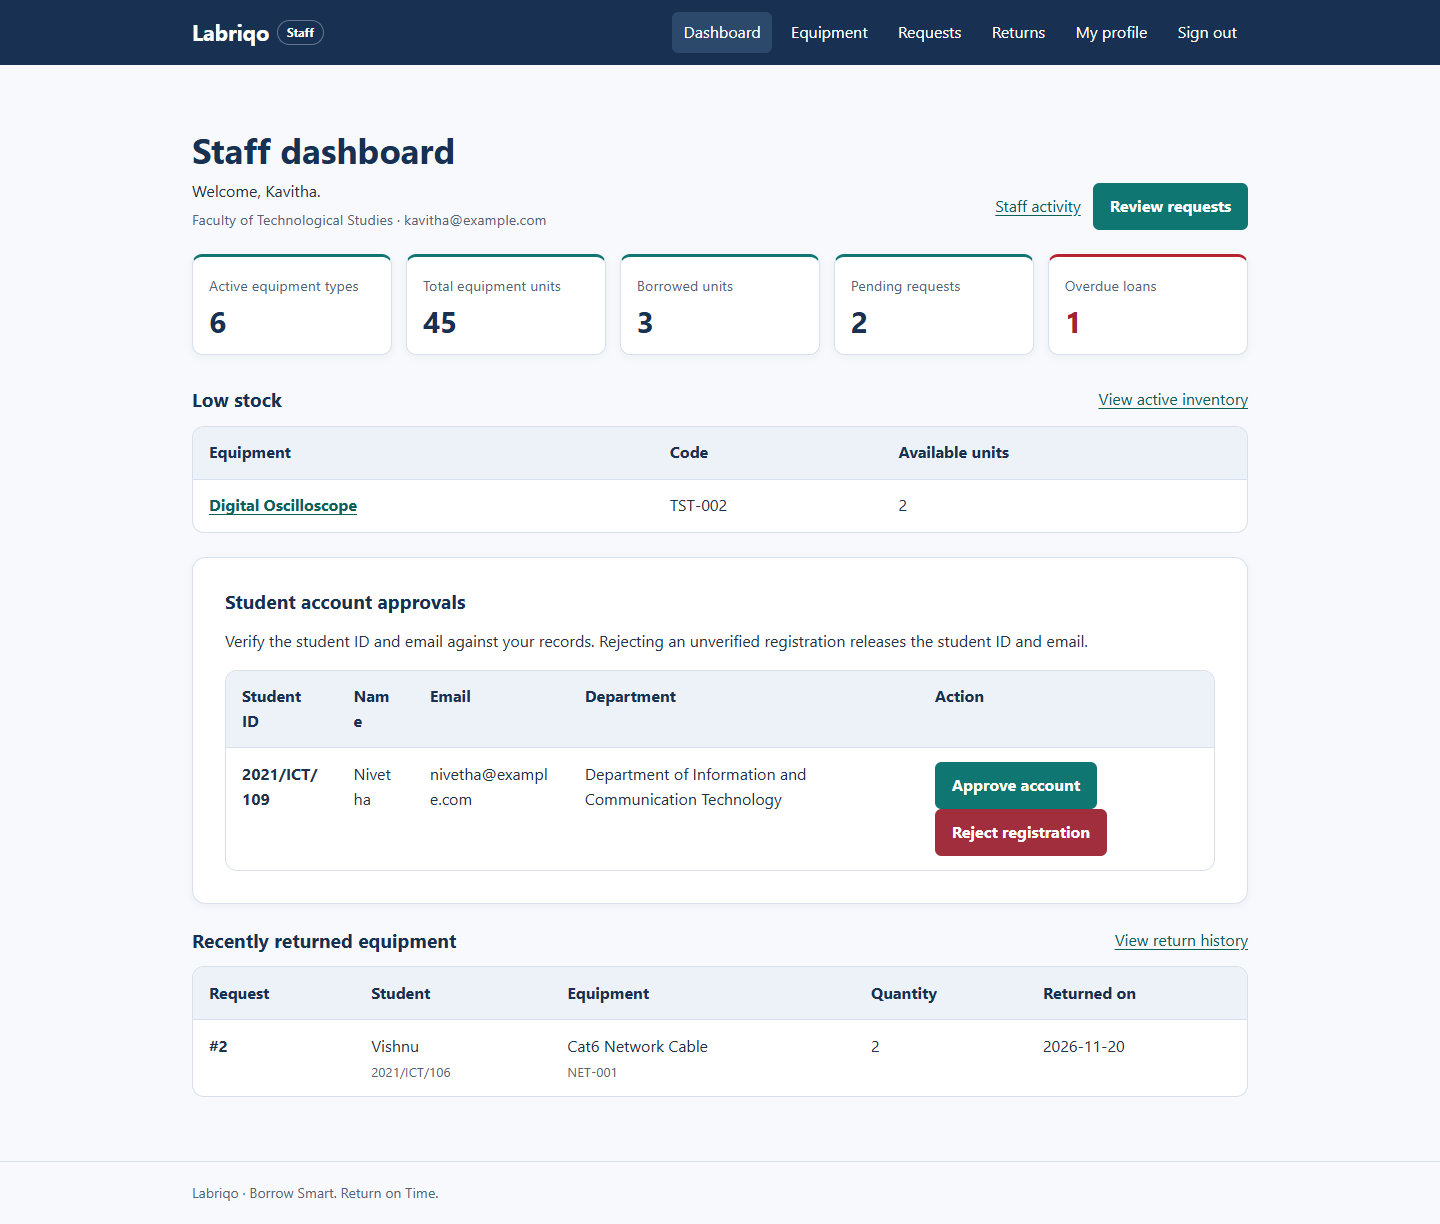 Labriqo Staff Dashboard Equipment Requests Returns My profile Sign out
Staff dashboard
Welcome, Kavitha.
Faculty of Technological Studies · kavitha@example.com
Staff activity Review requests
Active equipment types Total equipment units Borrowed units Pending requests Overdue loans
6 45 3 2 1
Low stock View active inventory
Equipment Code Available units
Digital Oscilloscope TST-002 2
Student account approvals
Verify the student ID and email against your records. Rejecting an unverified registration releases the student ID and email.
Student Nam Email Department Action
ID e
2021/ICT/ Nivet nivetha@exampl Department of Information and Approve account
109 ha e.com Communication Technology
Reject registration
Recently returned equipment View return history
Request Student Equipment Quantity Returned on
#2 Vishnu Cat6 Network Cable 2 2026-11-20
2021/ICT/106 NET-001
Labriqo · Borrow Smart. Return on Time.